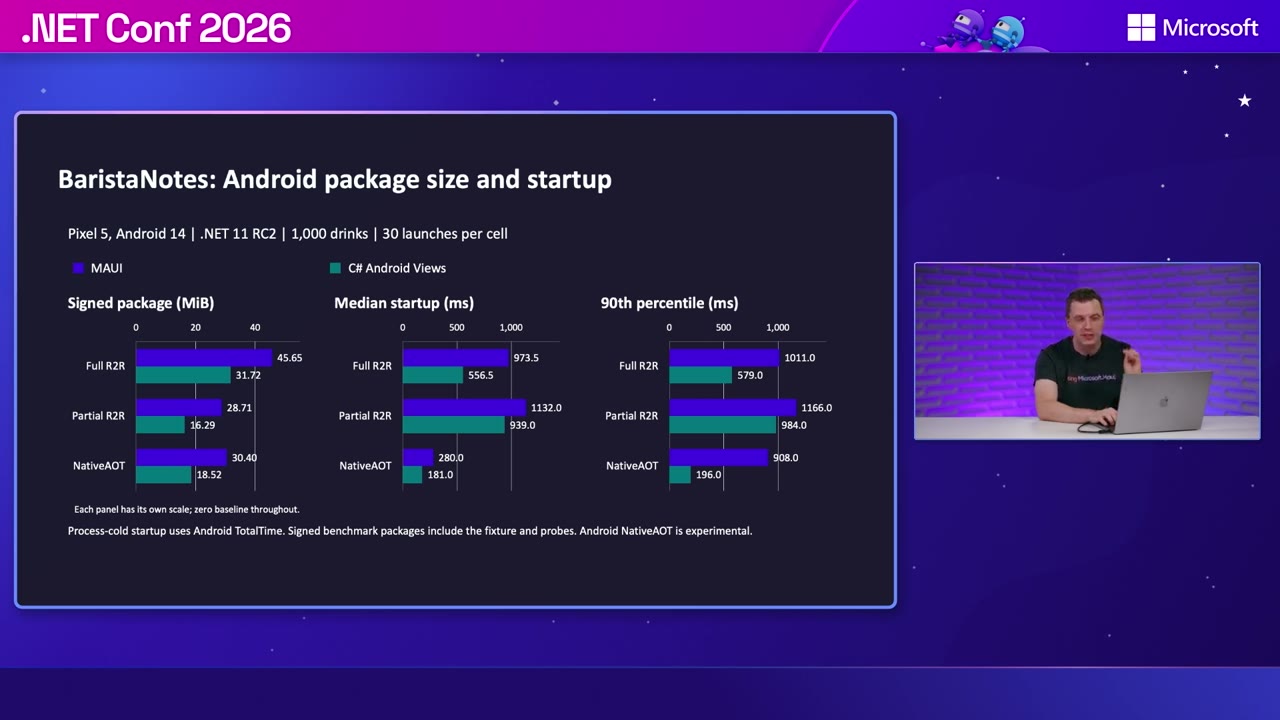 .NET Conf 2026
Microsoft
BaristaNotes: Android package size and startup
Pixel 5, Android 14 | .NET 11 RC2 | 1,000 drinks | 30 launches per cell
MAUI
C# Android Views
Signed package (MiB)
0 20 40
Full R2R 45.65
31.72
Partial R2R 28.71
16.29
NativeAOT 30.40
18.52
Median startup (ms)
0 500 1,000
Full R2R 973.5
556.5
Partial R2R 1132.0
939.0
NativeAOT 280.0
181.0
90th percentile (ms)
0 500 1,000
Full R2R 1011.0
579.0
Partial R2R 1166.0
984.0
NativeAOT 908.0
196.0
Each panel has its own scale; zero baseline throughout.
Process-cold startup uses Android TotalTime. Signed benchmark packages include the fixture and probes. Android NativeAOT is experimental.